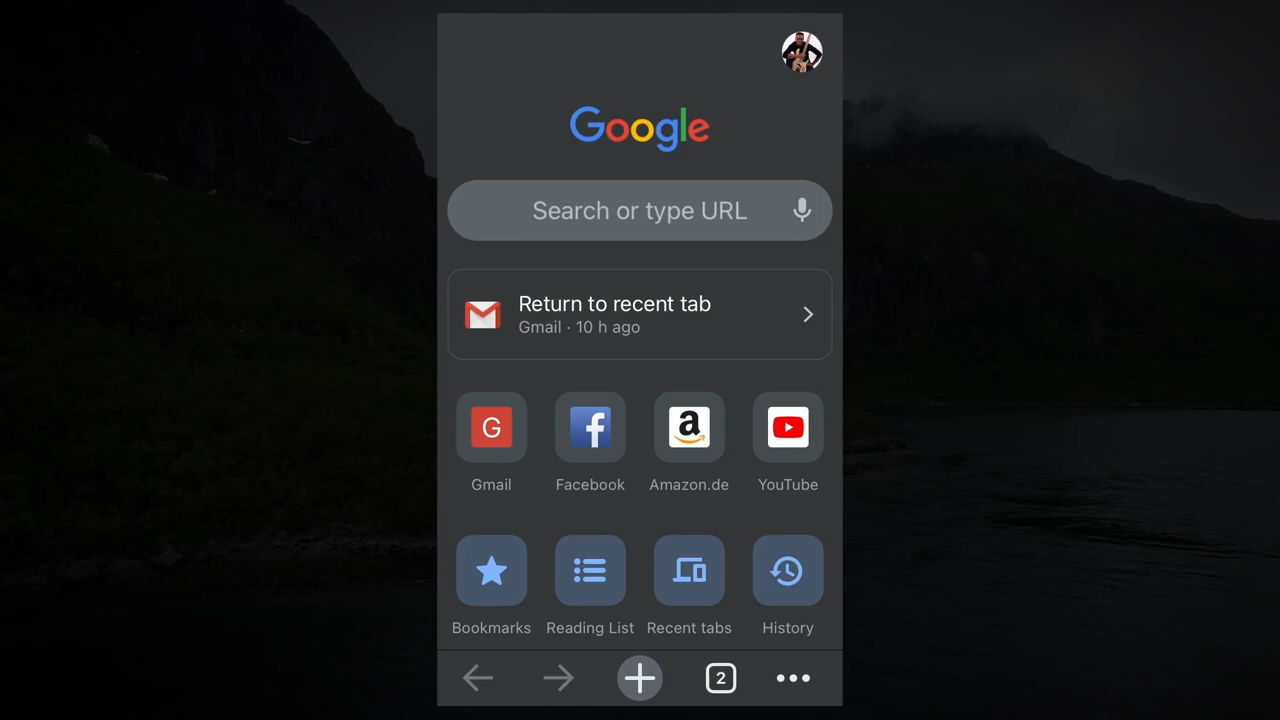 Google
Search or type URL
Return to recent tab
Gmail · 10 h ago
G
Gmail
Facebook
Amazon.de
YouTube
Bookmarks
Reading List
Recent tabs
History
2